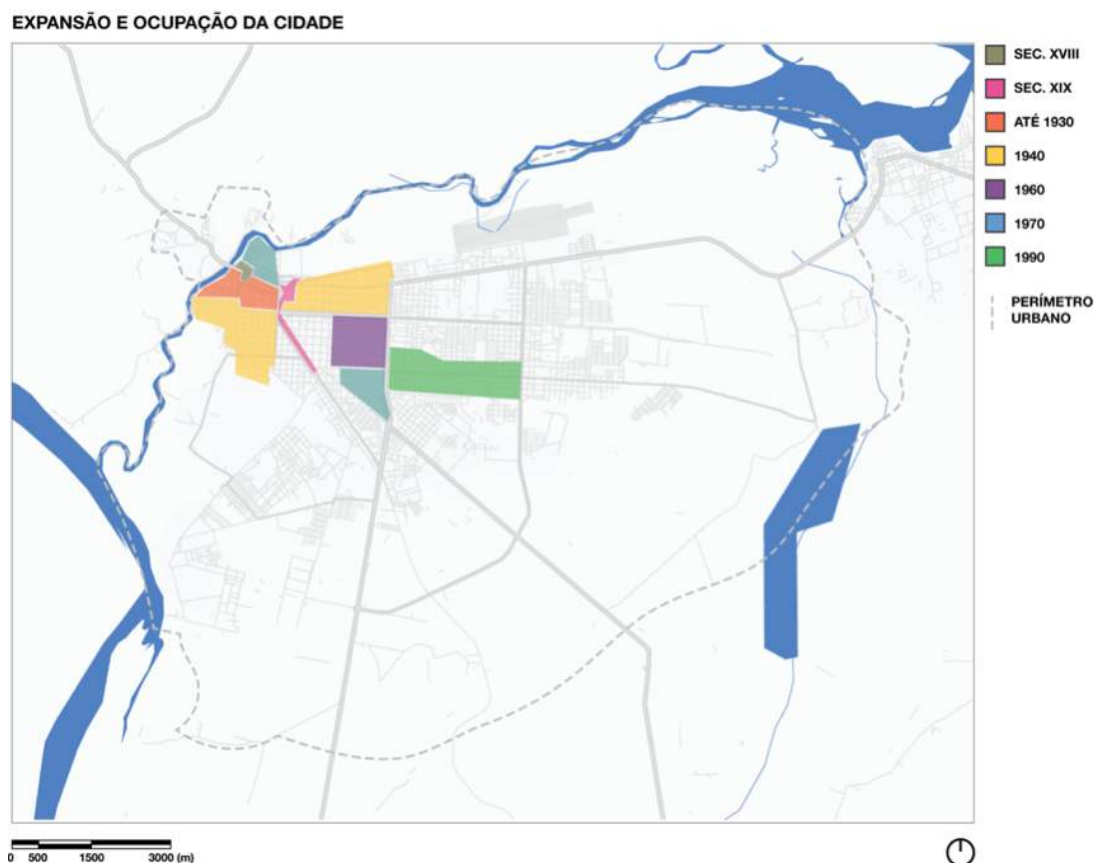 EXPANSÃO E OCUPAÇÃO DA CIDADE
SEC. XVIII
SEC. XIX
ATÉ 1930
1940
1960
1970
1990
PERÍMETRO
URBANO
0 500 1500 3000 (m)